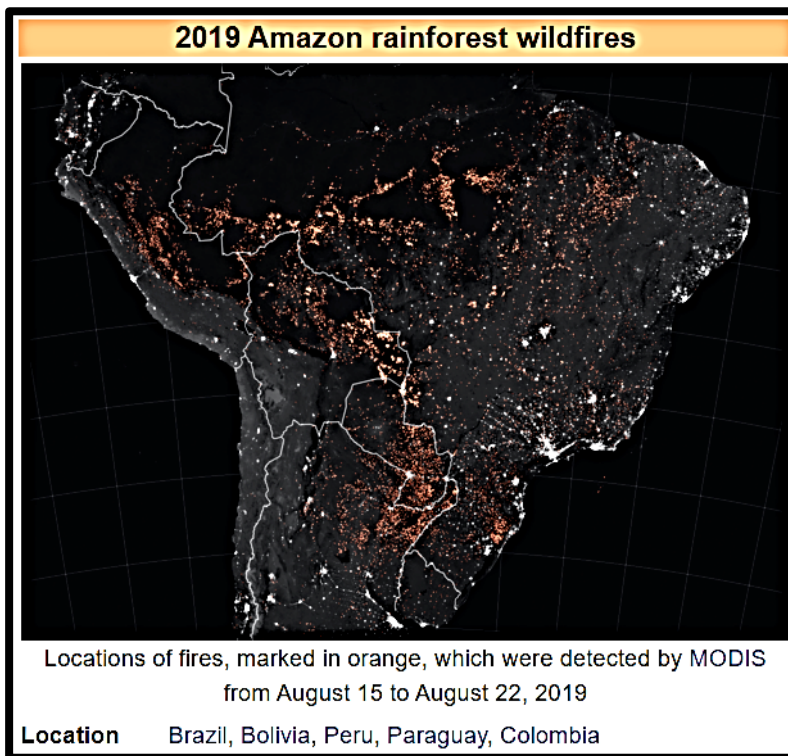 2019 Amazon rainforest wildfires
Locations of fires, marked in orange, which were detected by MODIS
from August 15 to August 22, 2019
Location Brazil, Bolivia, Peru, Paraguay, Colombia